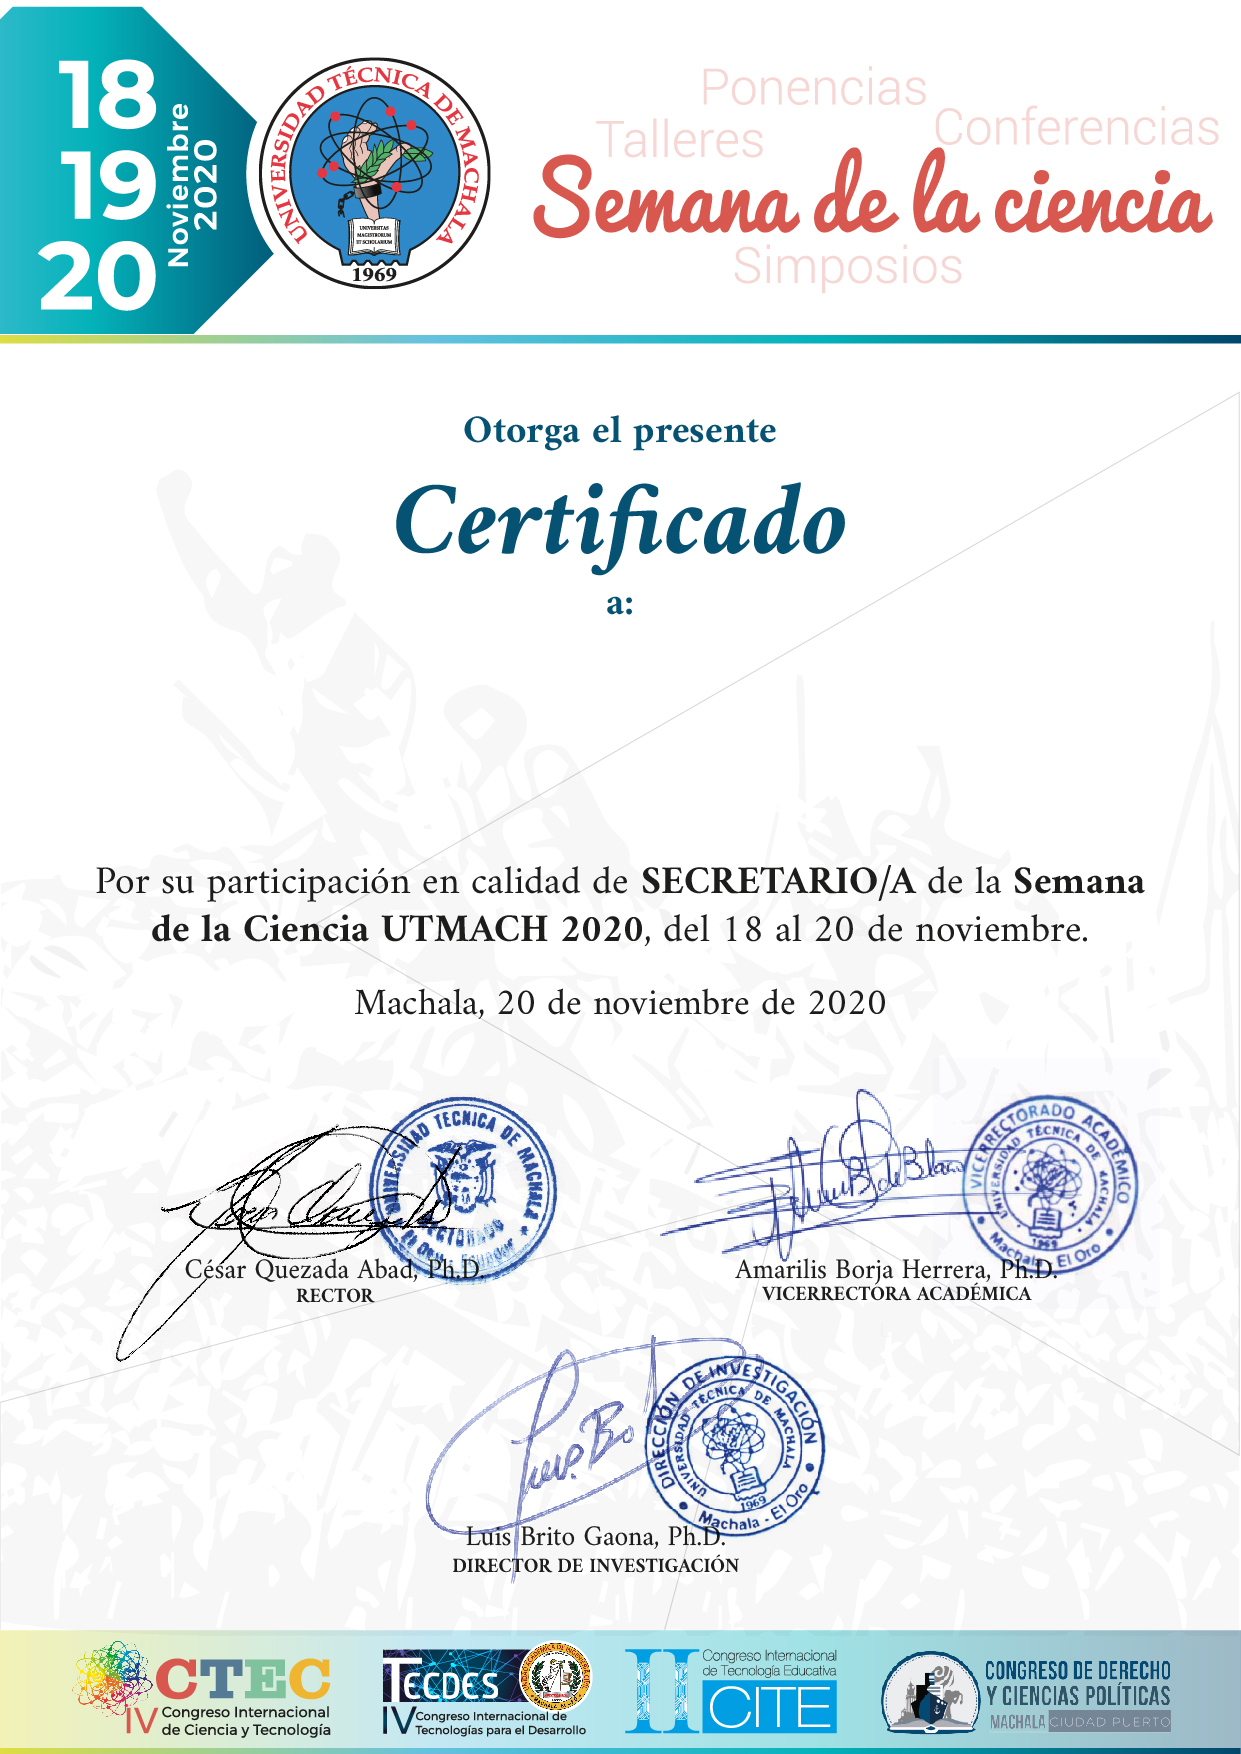 18
19
20
Noviembre
2020
UNIVERSIDAD TÉCNICA DE MACHALA
UNIVERSITAS
MAGISTRORUM
ET SCHOLARIUM
1969
Ponencias
Talleres
Conferencias
Semana de la ciencia
Simposios
Otorga el presente
Certificado
a:
Por su participación en calidad de SECRETARIO/A de la Semana
de la Ciencia UTMACH 2020, del 18 al 20 de noviembre.
Machala, 20 de noviembre de 2020
UNIVERSIDAD TECNICA DE MACHALA
RECTORADO
El Oro - Ecuador
César Quezada Abad, Ph.D.
RECTOR
VICERRECTORADO ACADÉMICO
UNIVERSIDAD TÉCNICA DE MACHALA
1969
Machala - El Oro
Amarilis Borja Herrera, Ph.D.
VICERRECTORA ACADÉMICA
DIRECCIÓN DE INVESTIGACIÓN
UNIVERSIDAD TÉCNICA DE MACHALA
1969
Machala - El Oro
Luis Brito Gaona, Ph.D.
DIRECTOR DE INVESTIGACIÓN
CTEC
IV Congreso Internacional
de Ciencia y Tecnología
TECDES
IV Congreso Internacional de
Tecnologías para el Desarrollo
II
Congreso Internacional
de Tecnología Educativa
CITE
CONGRESO DE DERECHO
Y CIENCIAS POLÍTICAS
MACHALA CIUDAD PUERTO